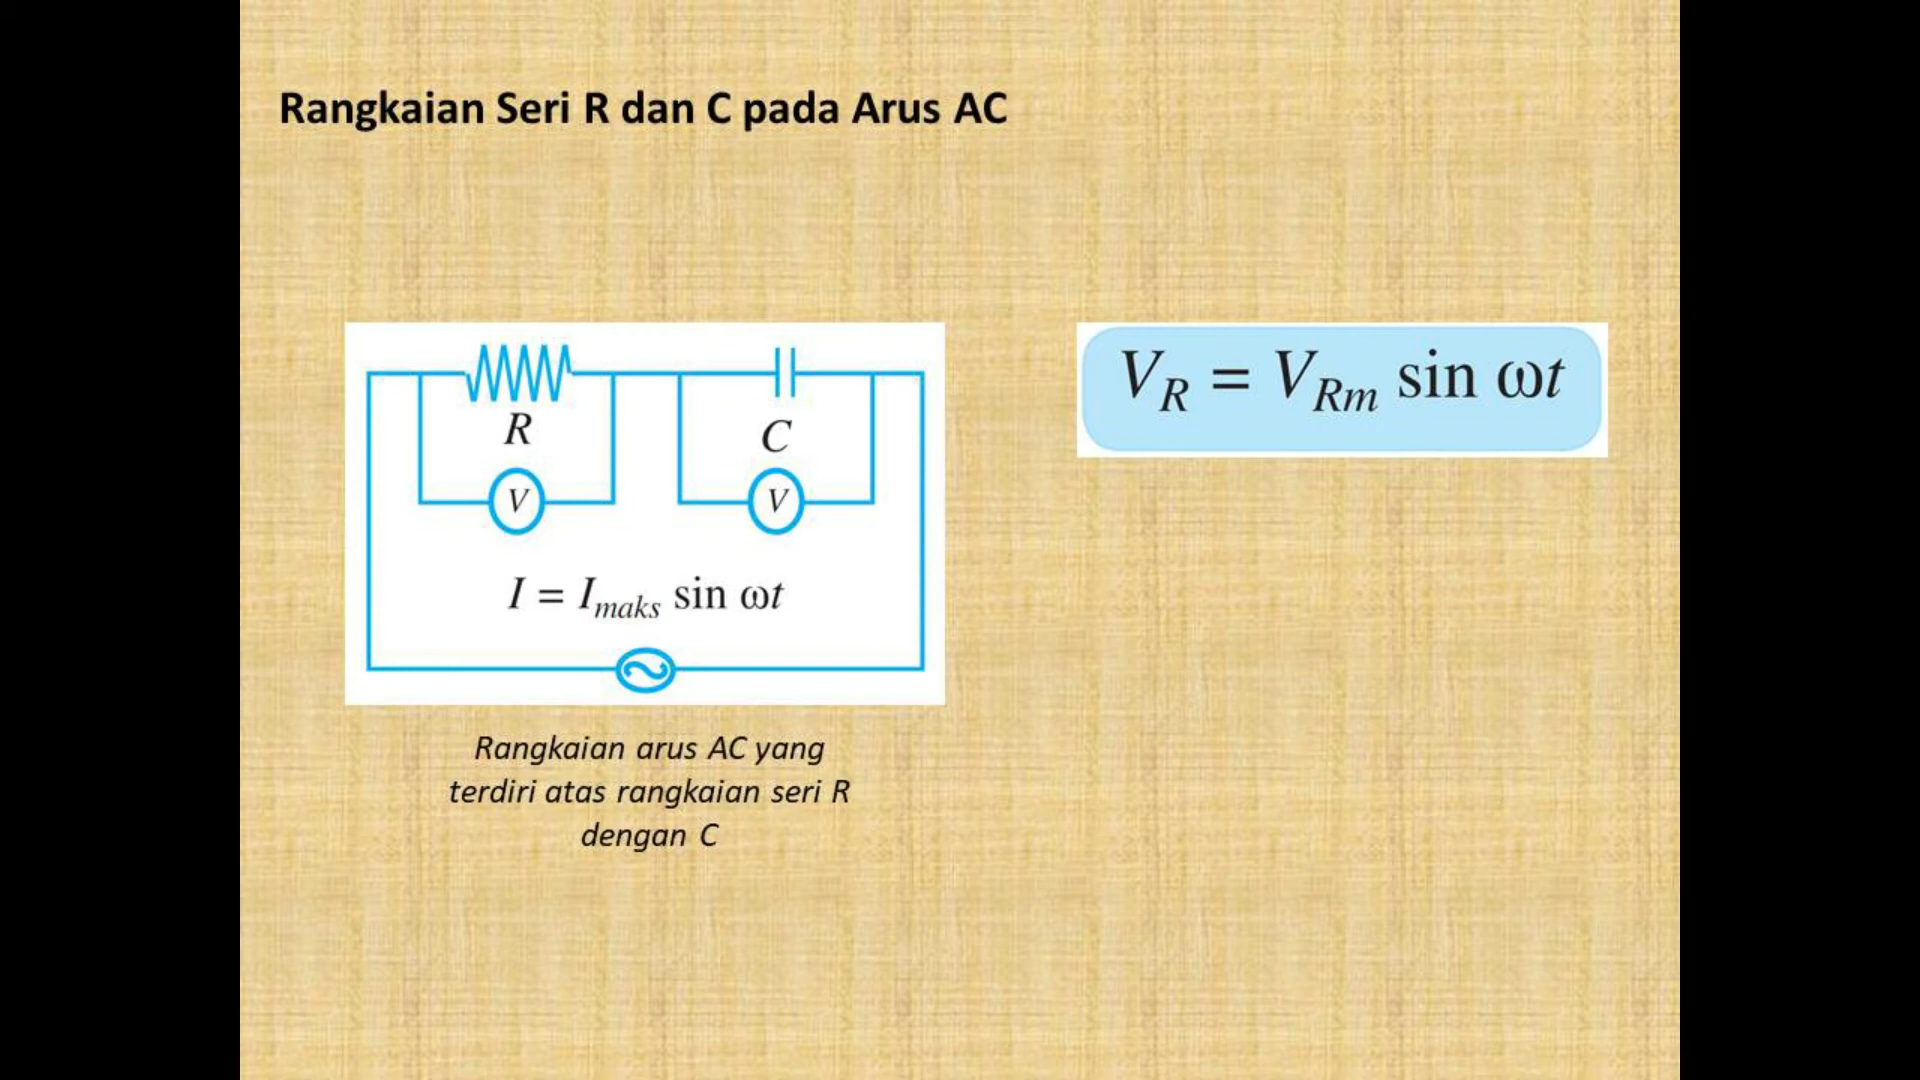 Rangkaian Seri R dan C pada Arus AC
R
C
V
V
I = I_maks sin ωt
V_R = V_Rm sin ωt
Rangkaian arus AC yang
terdiri atas rangkaian seri R
dengan C